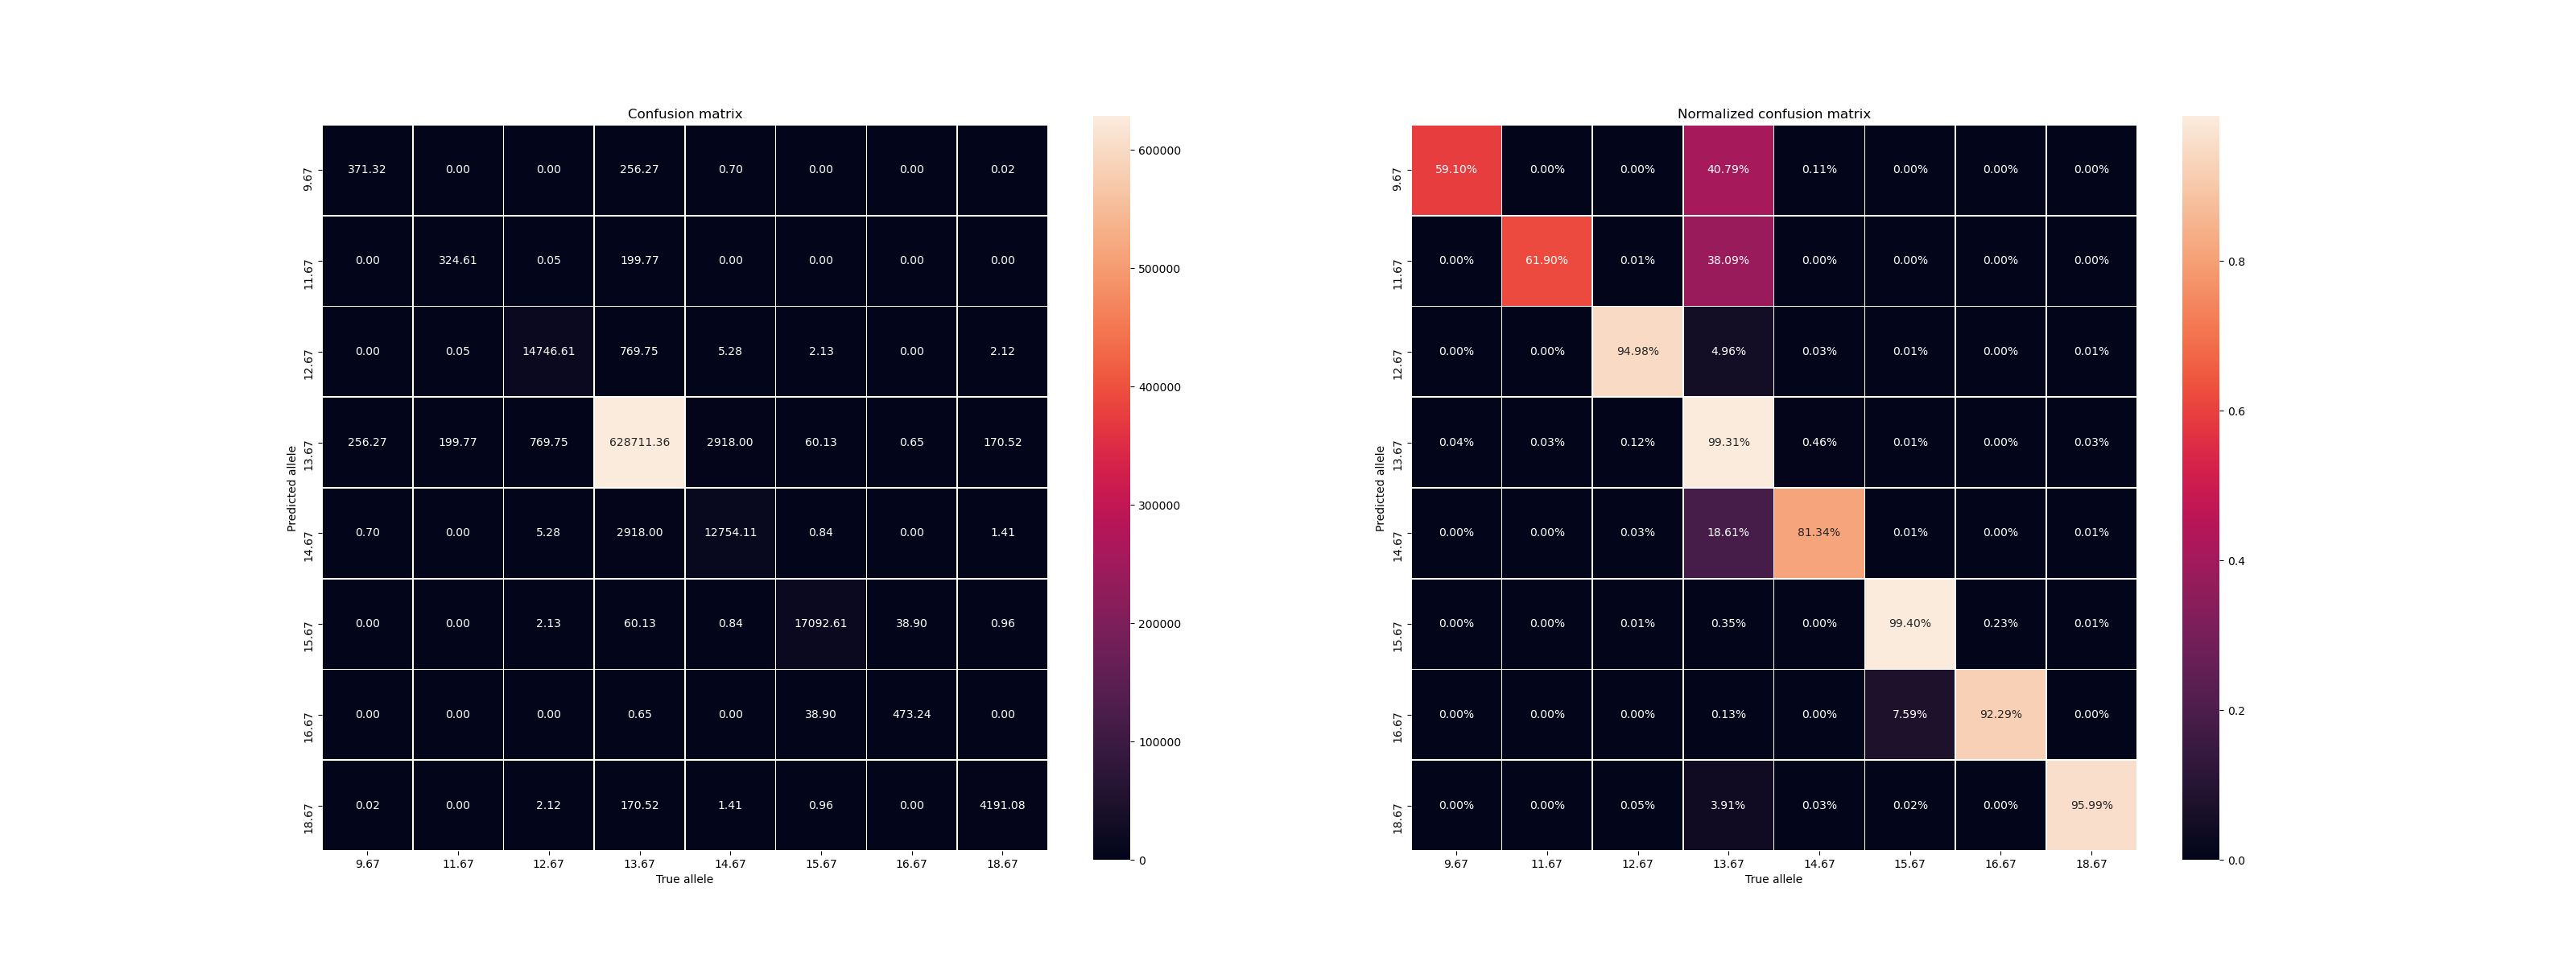 Confusion matrix
9.67 371.32 0.00 0.00 256.27 0.70 0.00 0.00 0.02
11.67 0.00 324.61 0.05 199.77 0.00 0.00 0.00 0.00
12.67 0.00 0.05 14746.61 769.75 5.28 2.13 0.00 2.12
13.67 256.27 199.77 769.75 628711.36 2918.00 60.13 0.65 170.52
14.67 0.70 0.00 5.28 2918.00 12754.11 0.84 0.00 1.41
15.67 0.00 0.00 2.13 60.13 0.84 17092.61 38.90 0.96
16.67 0.00 0.00 0.00 0.65 0.00 38.90 473.24 0.00
18.67 0.02 0.00 2.12 170.52 1.41 0.96 0.00 4191.08
9.67 11.67 12.67 13.67 14.67 15.67 16.67 18.67
True allele
Predicted allele
600000
500000
400000
300000
200000
100000
0
Normalized confusion matrix
9.67 59.10% 0.00% 0.00% 40.79% 0.11% 0.00% 0.00% 0.00%
11.67 0.00% 61.90% 0.01% 38.09% 0.00% 0.00% 0.00% 0.00%
12.67 0.00% 0.00% 94.98% 4.96% 0.03% 0.01% 0.00% 0.01%
13.67 0.04% 0.03% 0.12% 99.31% 0.46% 0.01% 0.00% 0.03%
14.67 0.00% 0.00% 0.03% 18.61% 81.34% 0.01% 0.00% 0.01%
15.67 0.00% 0.00% 0.01% 0.35% 0.00% 99.40% 0.23% 0.01%
16.67 0.00% 0.00% 0.00% 0.13% 0.00% 7.59% 92.29% 0.00%
18.67 0.00% 0.00% 0.05% 3.91% 0.03% 0.02% 0.00% 95.99%
9.67 11.67 12.67 13.67 14.67 15.67 16.67 18.67
True allele
Predicted allele
0.8
0.6
0.4
0.2
0.0